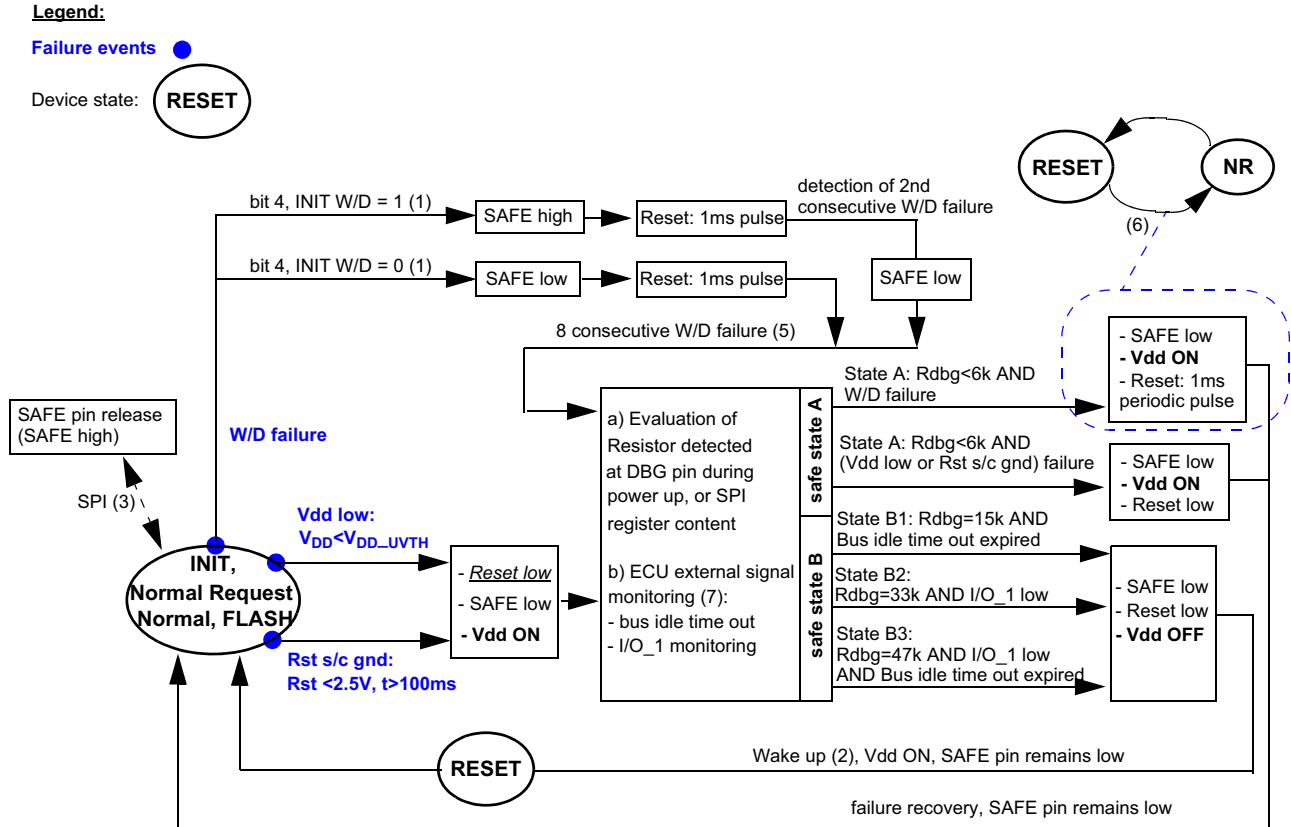 Legend:
Failure events
Device state:
RESET
RESET
NR
(6)
bit 4, INIT W/D = 1 (1)
SAFE high
Reset: 1ms pulse
detection of 2nd
consecutive W/D failure
bit 4, INIT W/D = 0 (1)
SAFE low
Reset: 1ms pulse
SAFE low
8 consecutive W/D failure (5)
SAFE pin release
(SAFE high)
SPI (3)
W/D failure
Vdd low:
VDD<VDD_UVTH
INIT,
Normal Request
Normal, FLASH
Rst s/c gnd:
Rst <2.5V, t>100ms
- Reset low
- SAFE low
- Vdd ON
a) Evaluation of
Resistor detected
at DBG pin during
power up, or SPI
register content
b) ECU external signal
monitoring (7):
- bus idle time out
- I/O_1 monitoring
safe state A
safe state B
State A: Rdbg<6k AND
W/D failure
State A: Rdbg<6k AND
(Vdd low or Rst s/c gnd) failure
State B1: Rdbg=15k AND
Bus idle time out expired
State B2:
Rdbg=33k AND I/O_1 low
State B3:
Rdbg=47k AND I/O_1 low
AND Bus idle time out expired
- SAFE low
- Vdd ON
- Reset: 1ms
periodic pulse
- SAFE low
- Vdd ON
- Reset low
- SAFE low
- Reset low
- Vdd OFF
RESET
Wake up (2), Vdd ON, SAFE pin remains low
failure recovery, SAFE pin remains low